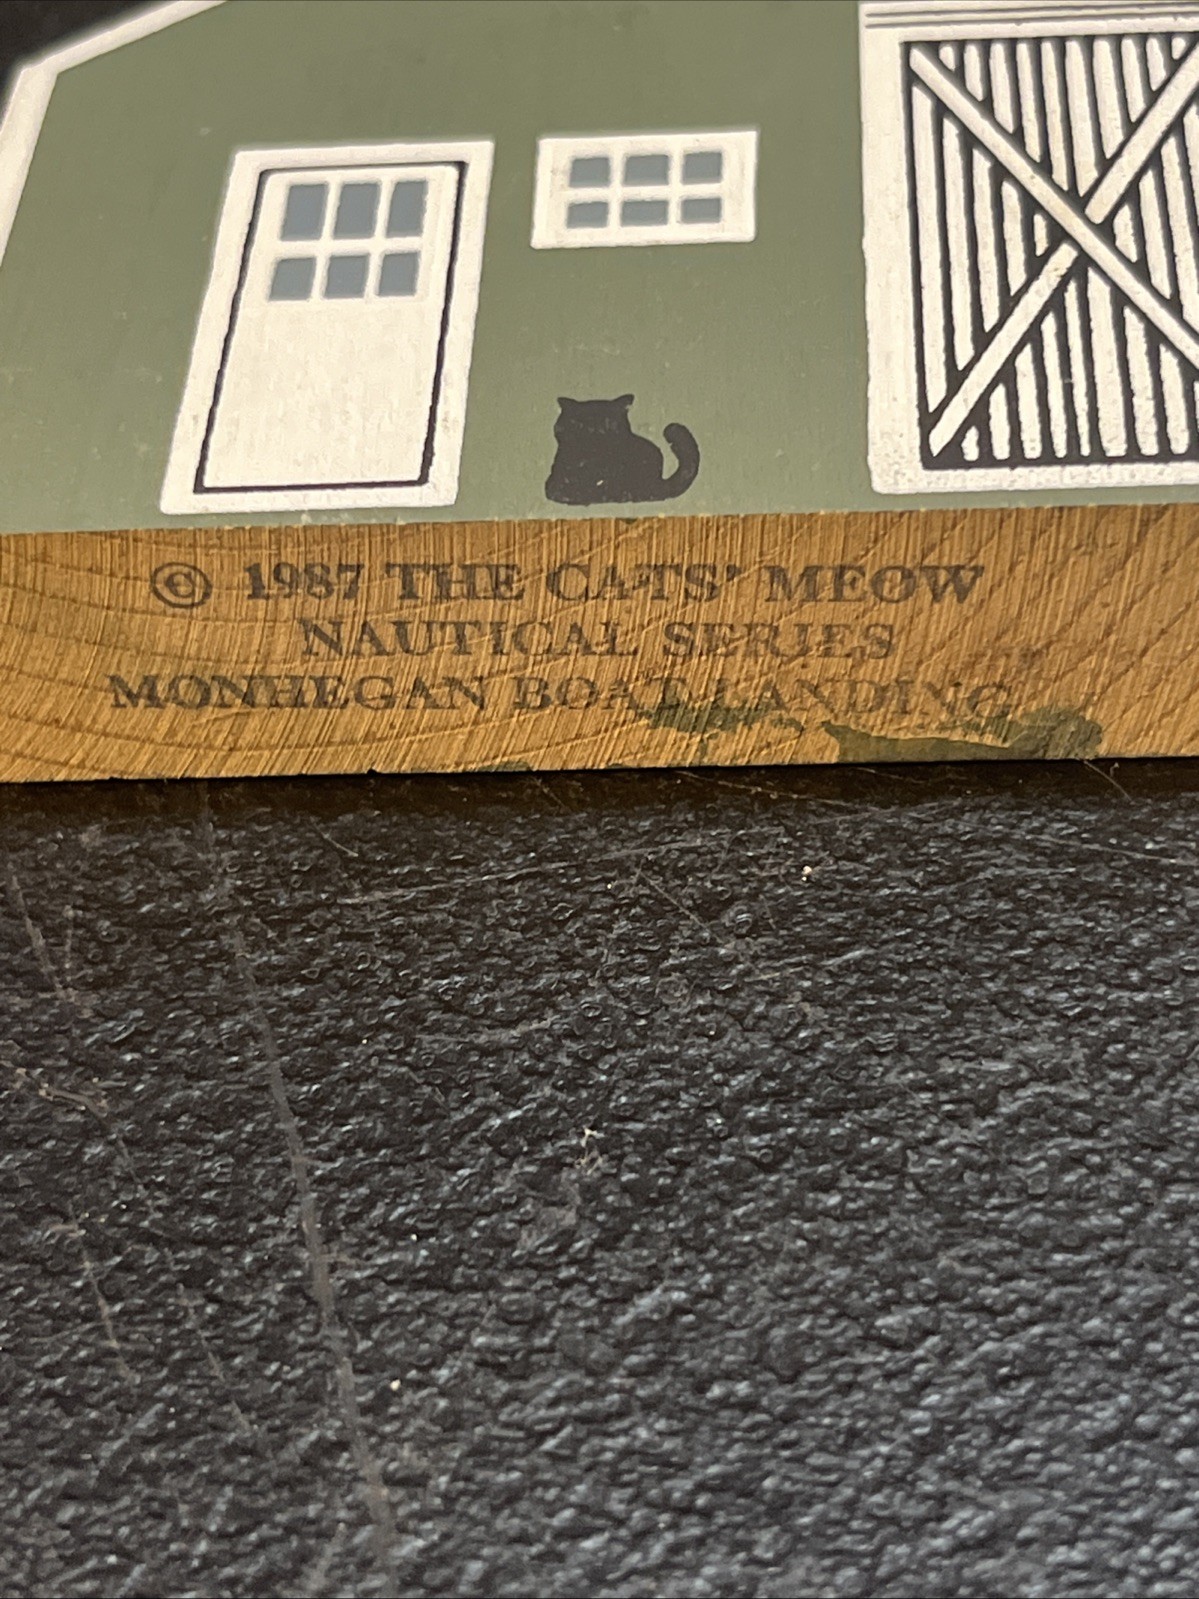 © 1987 THE CATS' MEOW
NAUTICAL SERIES
MONHEGAN BOAT LANDING